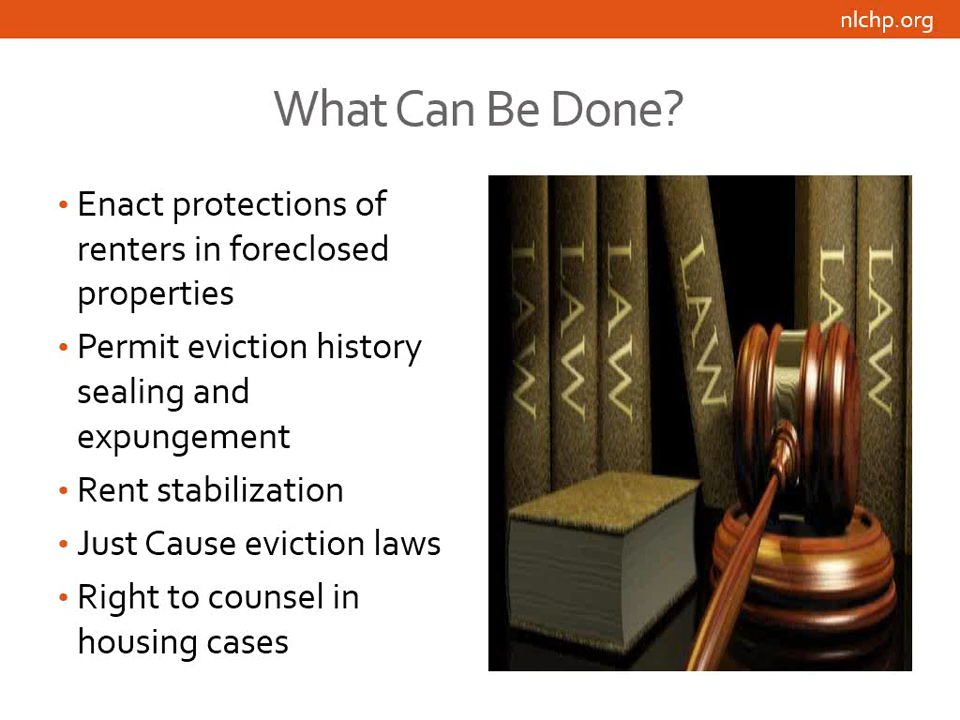 nlchp.org
What Can Be Done?
• Enact protections of
renters in foreclosed
properties
• Permit eviction history
sealing and
expungement
• Rent stabilization
• Just Cause eviction laws
• Right to counsel in
housing cases
LAW
LAW
LAW
LAW
LAW
LAW